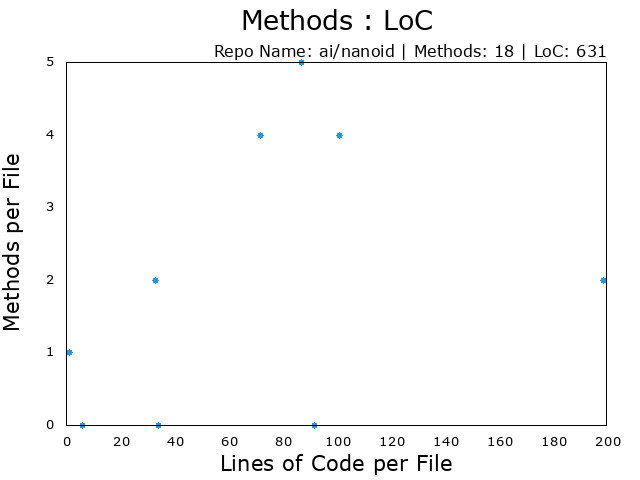 Methods : LoC
Repo Name: ai/nanoid | Methods: 18 | LoC: 631
5
4
3
2
1
0
Methods per File
0 20 40 60 80 100 120 140 160 180 200
Lines of Code per File